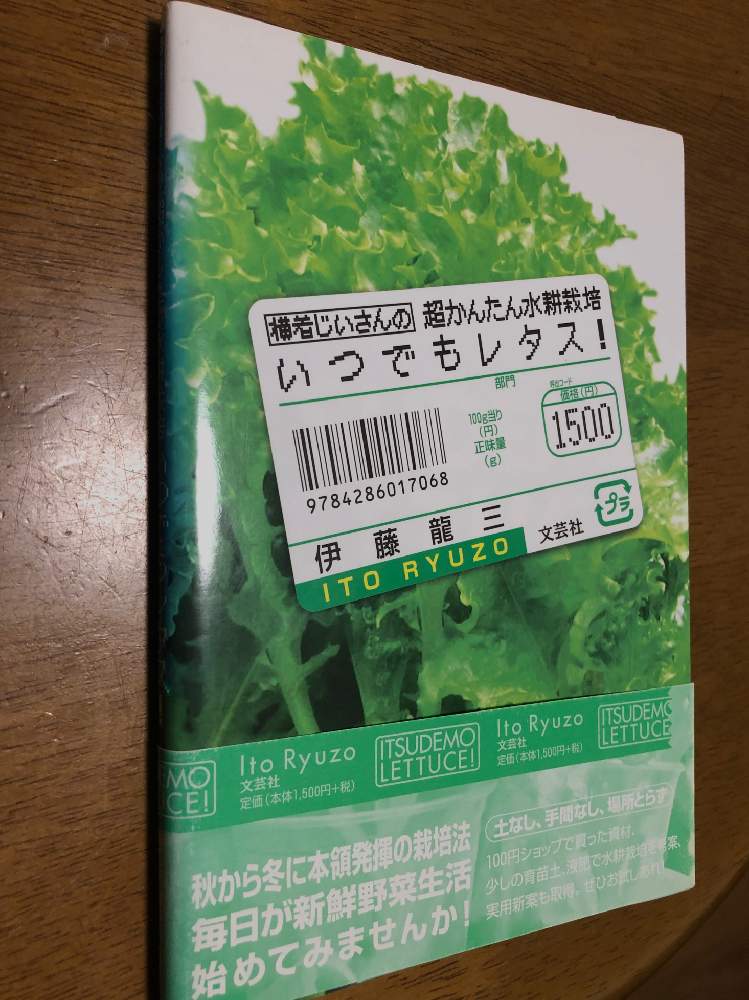 横着じいさんの 超かんたん水耕栽培
いつでもレタス!
部門
価格(円)
1500
100g当り
(円)
正味量
(g)
9784286017068
プラ
伊藤龍三
文芸社
ITO RYUZO
MO
CE!
Ito Ryuzo
文芸社
定価(本体1,500円+税)
ITSUDEMO
LETTUCE!
Ito Ryuzo
文芸社
定価(本体1,500円+税)
ITSUDEMO
LETTUCE
秋から冬に本領発揮の栽培法
毎日が新鮮野菜生活
始めてみませんか!
土なし、手間なし、場所とらず
100円ショップで買った資材、
少しの育苗土、液肥で水耕栽培を考案、
実用新案も取得。ぜひお試しあれ!